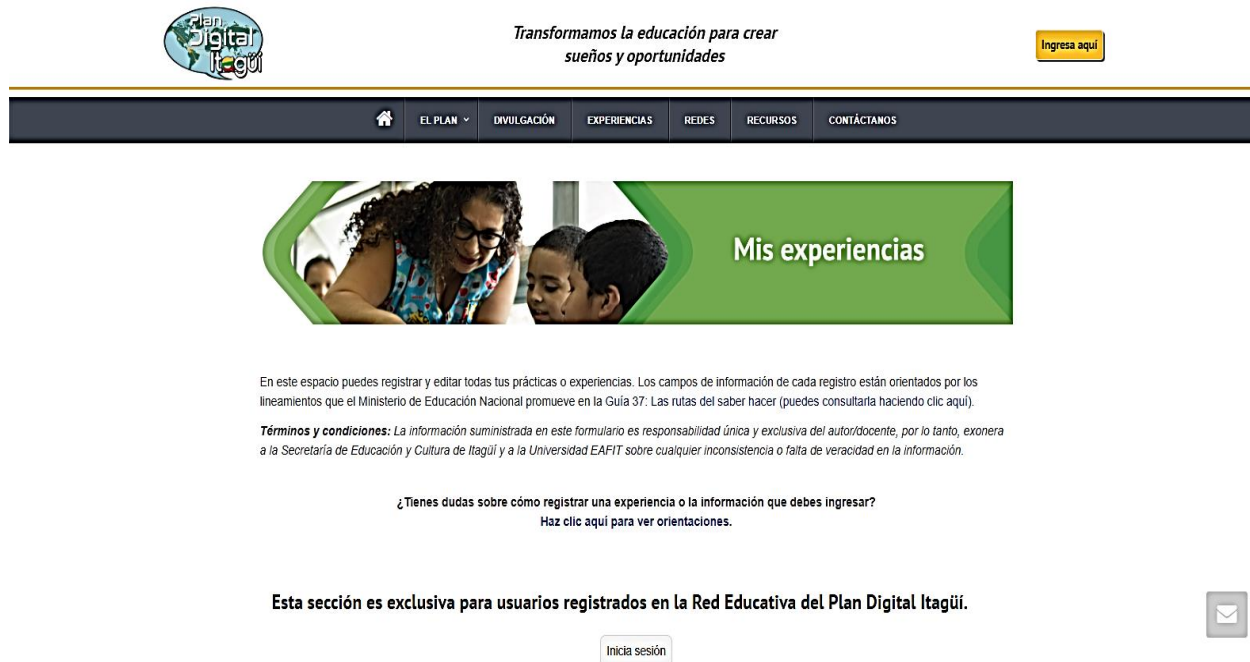 Plan
Digital
Itagüí
Transformamos la educación para crear
sueños y oportunidades
Ingresa aquí
EL PLAN
DIVULGACIÓN
EXPERIENCIAS
REDES
RECURSOS
CONTÁCTANOS
Mis experiencias
En este espacio puedes registrar y editar todas tus prácticas o experiencias. Los campos de información de cada registro están orientados por los
lineamientos que el Ministerio de Educación Nacional promueve en la Guía 37: Las rutas del saber hacer (puedes consultarla haciendo clic aquí).
Términos y condiciones: La información suministrada en este formulario es responsabilidad única y exclusiva del autor/docente, por lo tanto, exonera
a la Secretaría de Educación y Cultura de Itagüí y a la Universidad EAFIT sobre cualquier inconsistencia o falta de veracidad en la información.
¿Tienes dudas sobre cómo registrar una experiencia o la información que debes ingresar?
Haz clic aquí para ver orientaciones.
Esta sección es exclusiva para usuarios registrados en la Red Educativa del Plan Digital Itagüí.
Inicia sesión